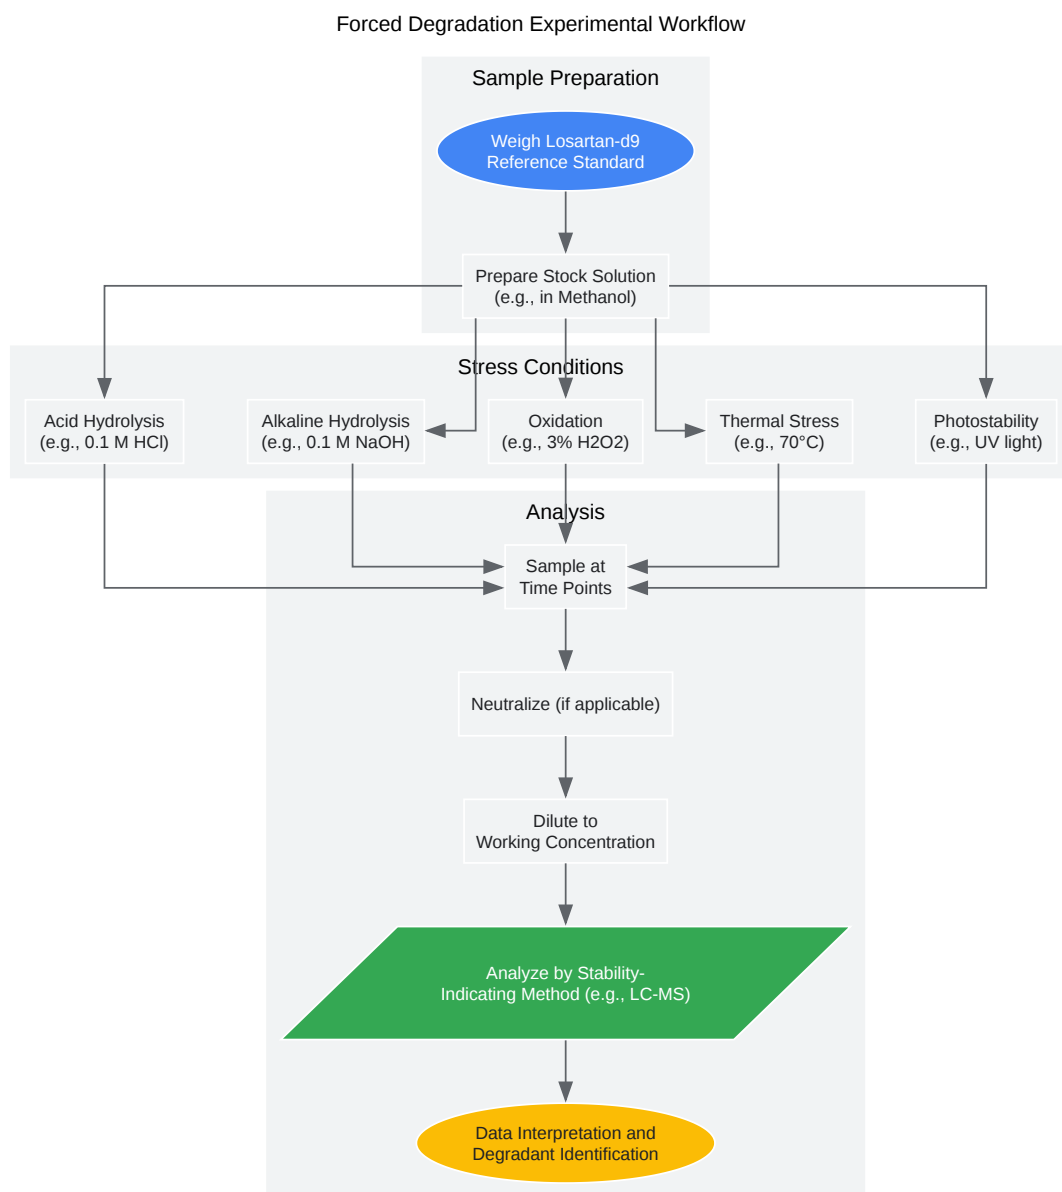 Forced Degradation Experimental Workflow
Sample Preparation
Weigh Losartan-d9
Reference Standard
Prepare Stock Solution
(e.g., in Methanol)
Stress Conditions
Acid Hydrolysis
(e.g., 0.1 M HCl)
Alkaline Hydrolysis
(e.g., 0.1 M NaOH)
Oxidation
(e.g., 3% H2O2)
Thermal Stress
(e.g., 70°C)
Photostability
(e.g., UV light)
Analysis
Sample at
Time Points
Neutralize (if applicable)
Dilute to
Working Concentration
Analyze by Stability-
Indicating Method (e.g., LC-MS)
Data Interpretation and
Degradant Identification